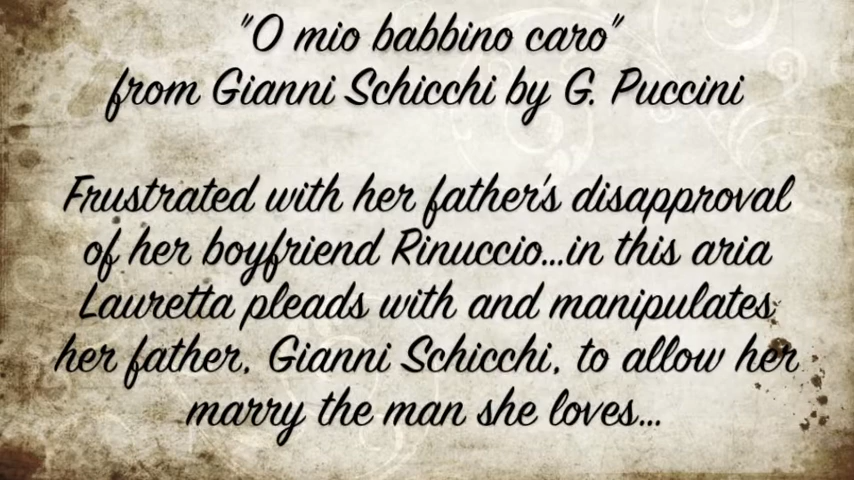 "O mio babbino caro"
from Gianni Schicchi by G. Puccini
Frustrated with her father's disapproval
of her boyfriend Rinuccio...in this aria
Lauretta pleads with and manipulates
her father, Gianni Schicchi, to allow her
marry the man she loves...